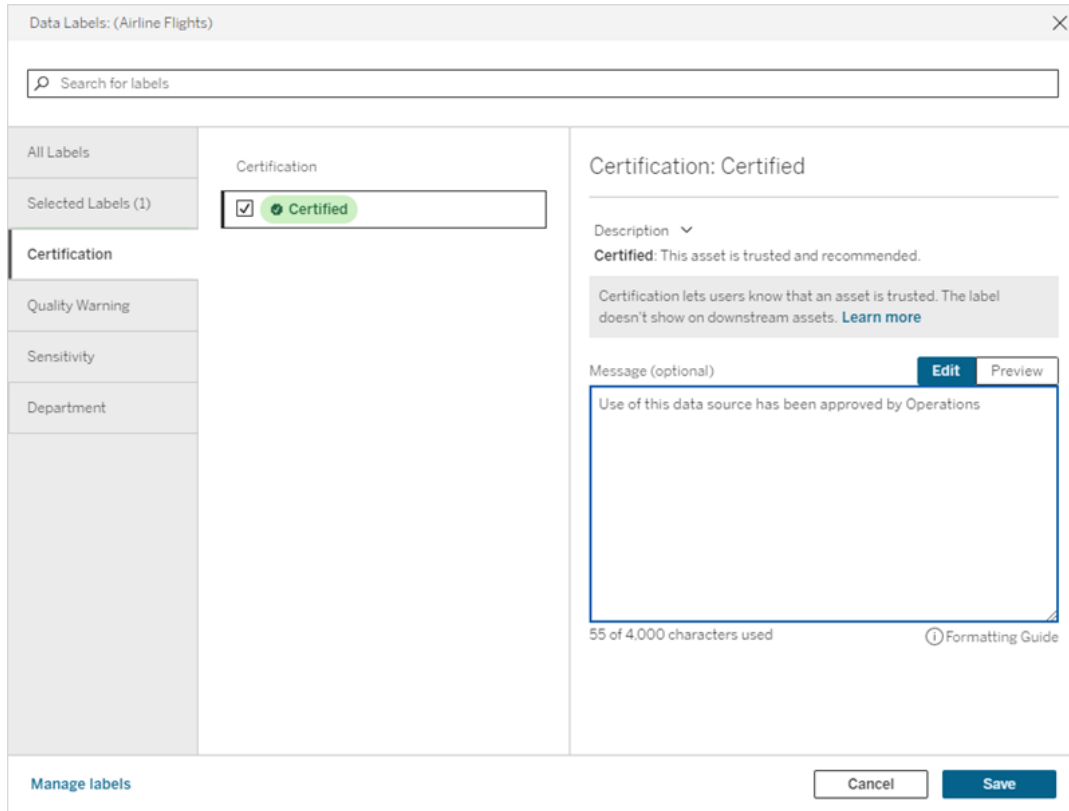 Data Labels: (Airline Flights)
Search for labels
All Labels
Selected Labels (1)
Certification
Quality Warning
Sensitivity
Department
Certification
Certified
Certification: Certified
Description
Certified: This asset is trusted and recommended.
Certification lets users know that an asset is trusted. The label
doesn't show on downstream assets. Learn more
Message (optional)
Edit
Preview
Use of this data source has been approved by Operations
55 of 4,000 characters used
Formatting Guide
Manage labels
Cancel
Save